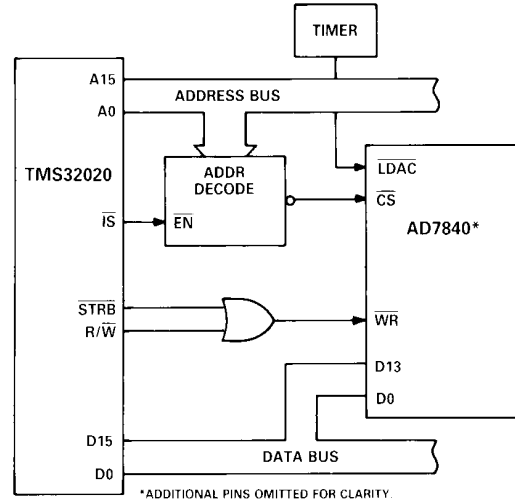 TIMER
A15
ADDRESS BUS
A0
TMS32020
ADDR
DECODE
LDAC
CS
AD7840*
IS
EN
STRB
R/W
WR
D13
D0
D15
DATA BUS
D0
*ADDITIONAL PINS OMITTED FOR CLARITY.